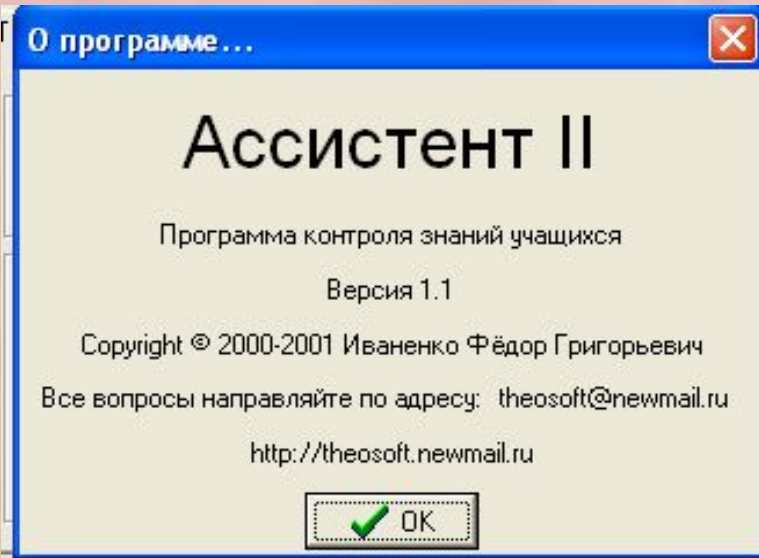 О программе...
Ассистент II
Программа контроля знаний учащихся
Версия 1.1
Copyright © 2000-2001 Иваненко Фёдор Григорьевич
Все вопросы направляйте по адресу: theosoft@newmail.ru
http://theosoft.newmail.ru
OK